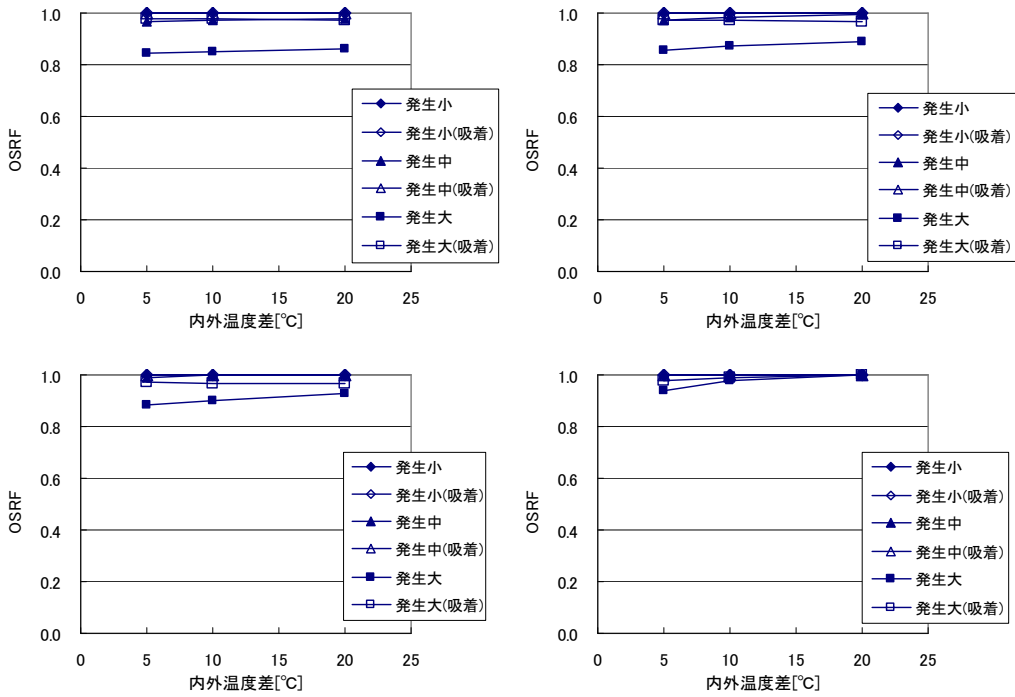 1.0
0.8
0.6
0.4
0.2
0.0
OSRF
0 5 10 15 20 25
内外温度差[℃]
発生小
発生小(吸着)
発生中
発生中(吸着)
発生大
発生大(吸着)
1.0
0.8
0.6
0.4
0.2
0.0
OSRF
0 5 10 15 20 25
内外温度差[℃]
発生小
発生小(吸着)
発生中
発生中(吸着)
発生大
発生大(吸着)
1.0
0.8
0.6
0.4
0.2
0.0
OSRF
0 5 10 15 20 25
内外温度差[℃]
発生小
発生小(吸着)
発生中
発生中(吸着)
発生大
発生大(吸着)
1.0
0.8
0.6
0.4
0.2
0.0
OSRF
0 5 10 15 20 25
内外温度差[℃]
発生小
発生小(吸着)
発生中
発生中(吸着)
発生大
発生大(吸着)